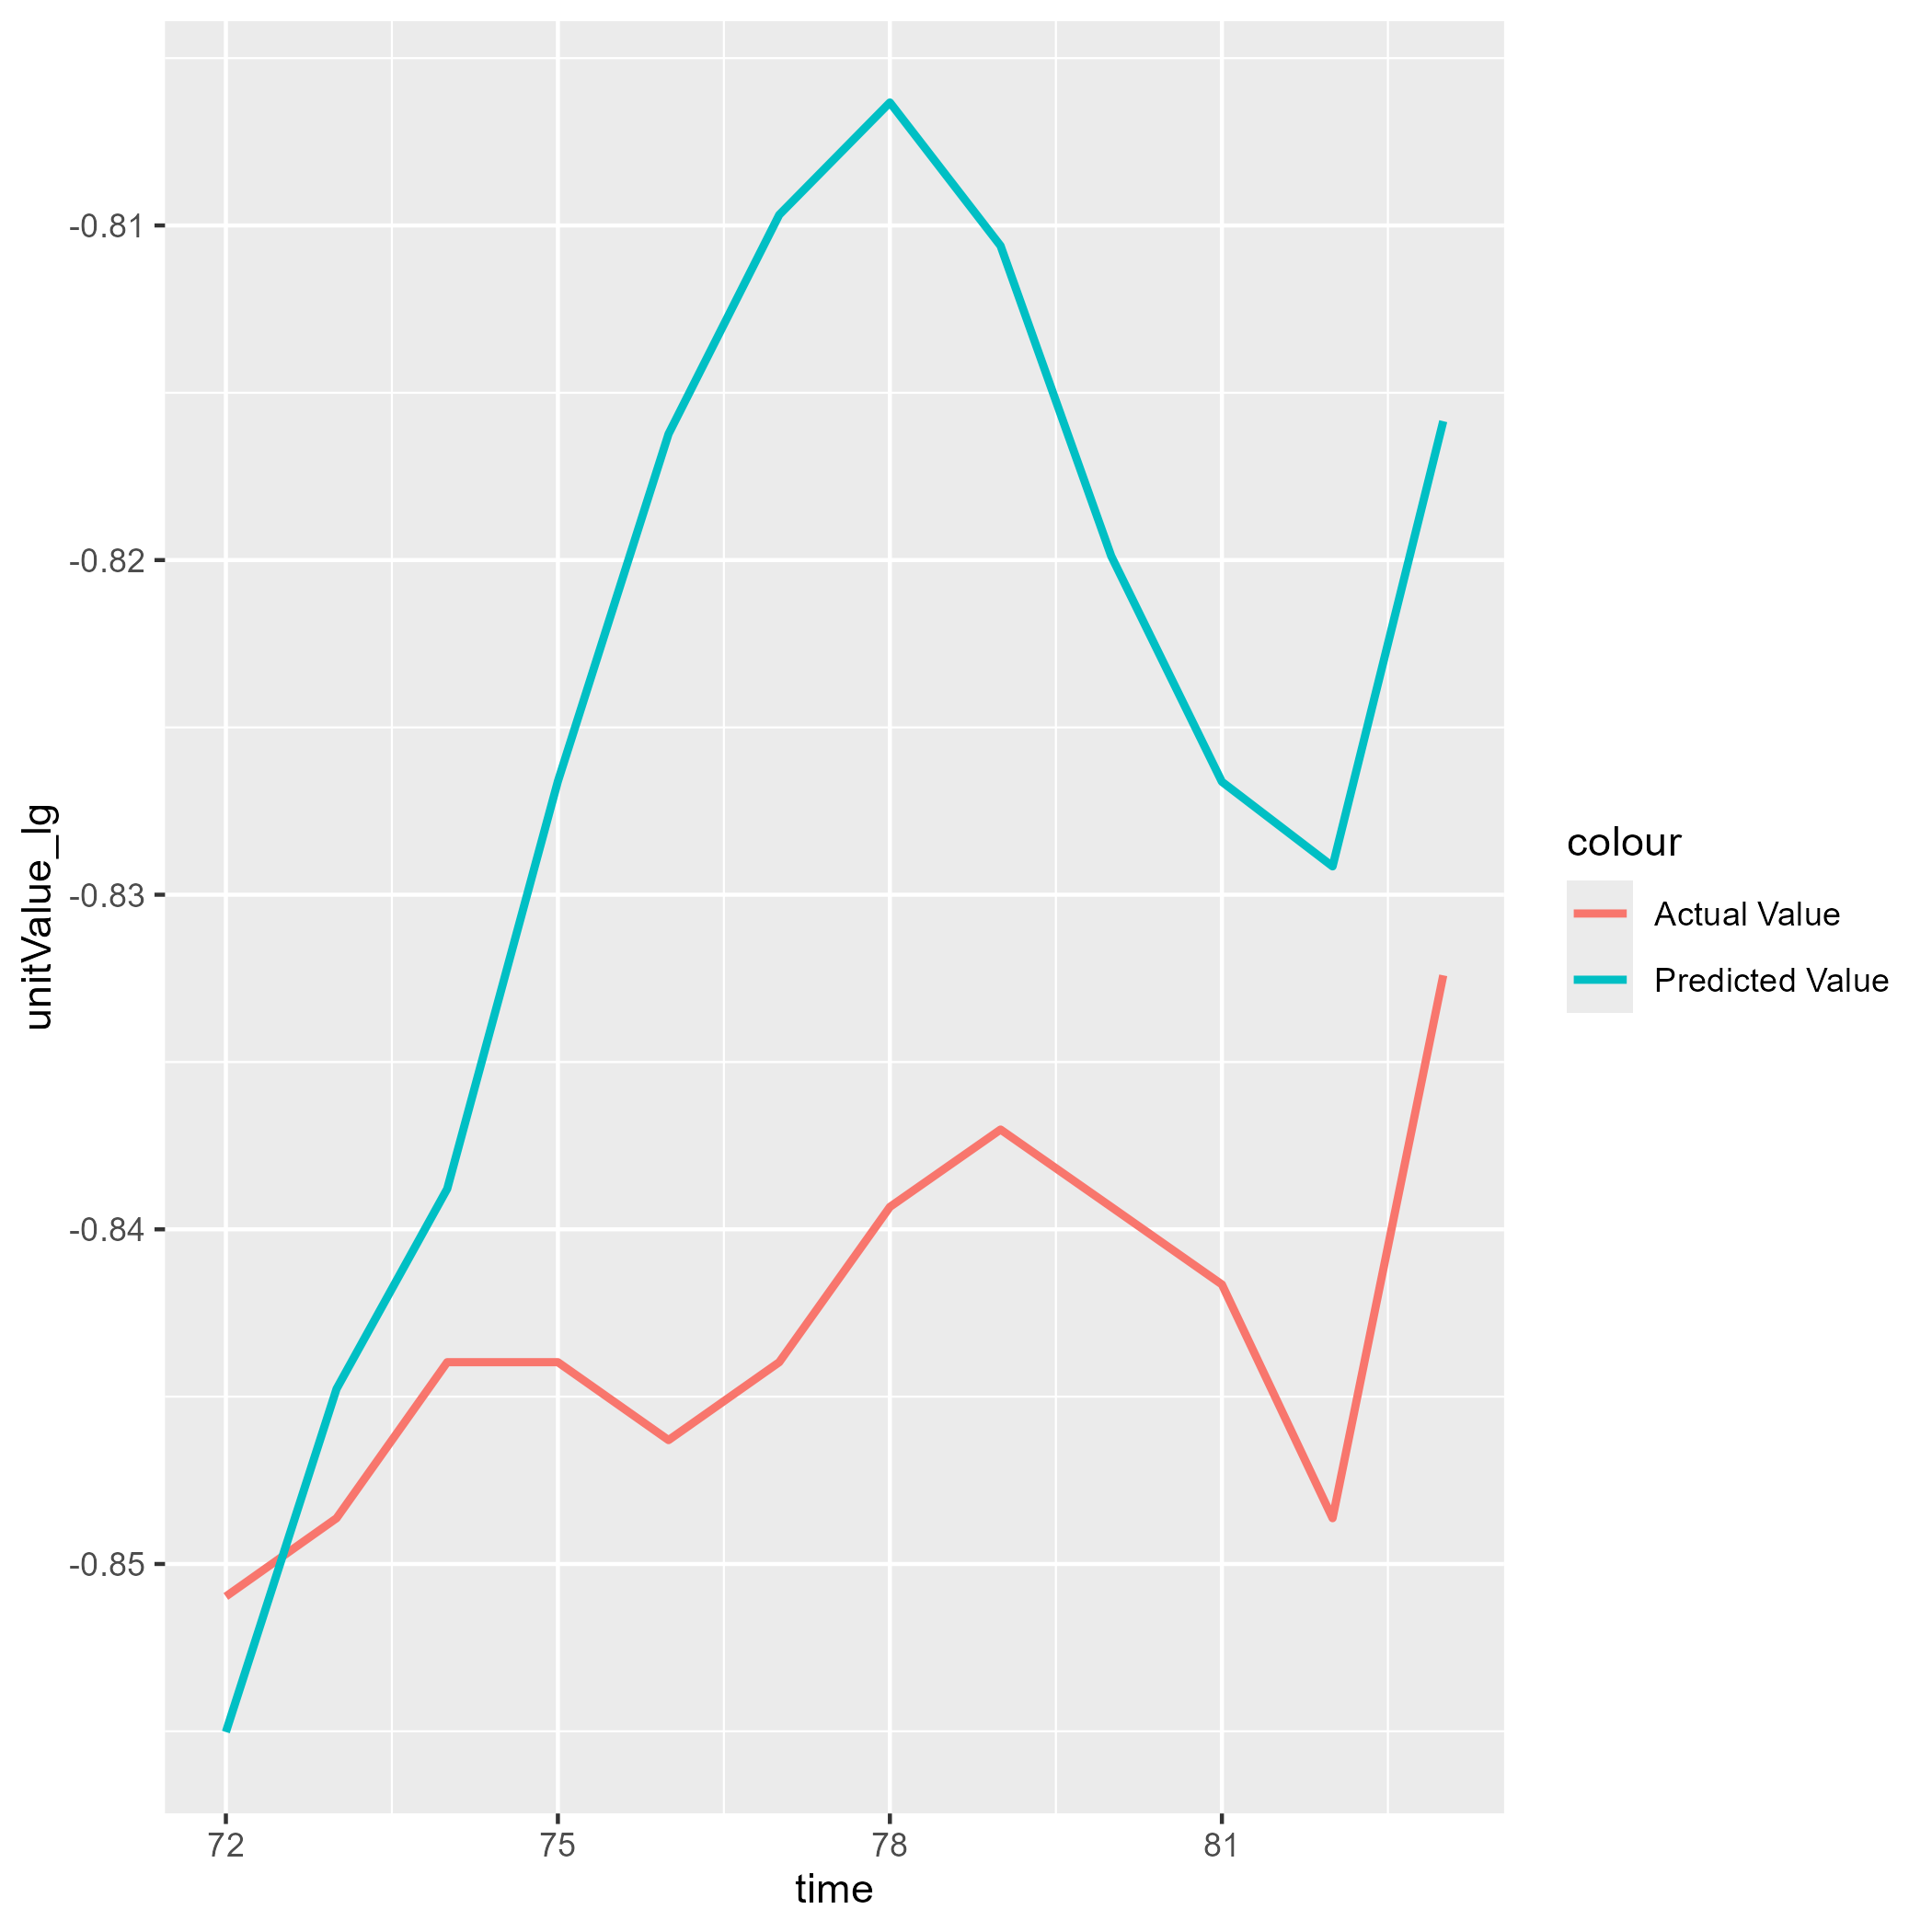 unitValue_lg
-0.81
-0.82
-0.83
-0.84
-0.85
72 75 78 81
time
colour
Actual Value
Predicted Value